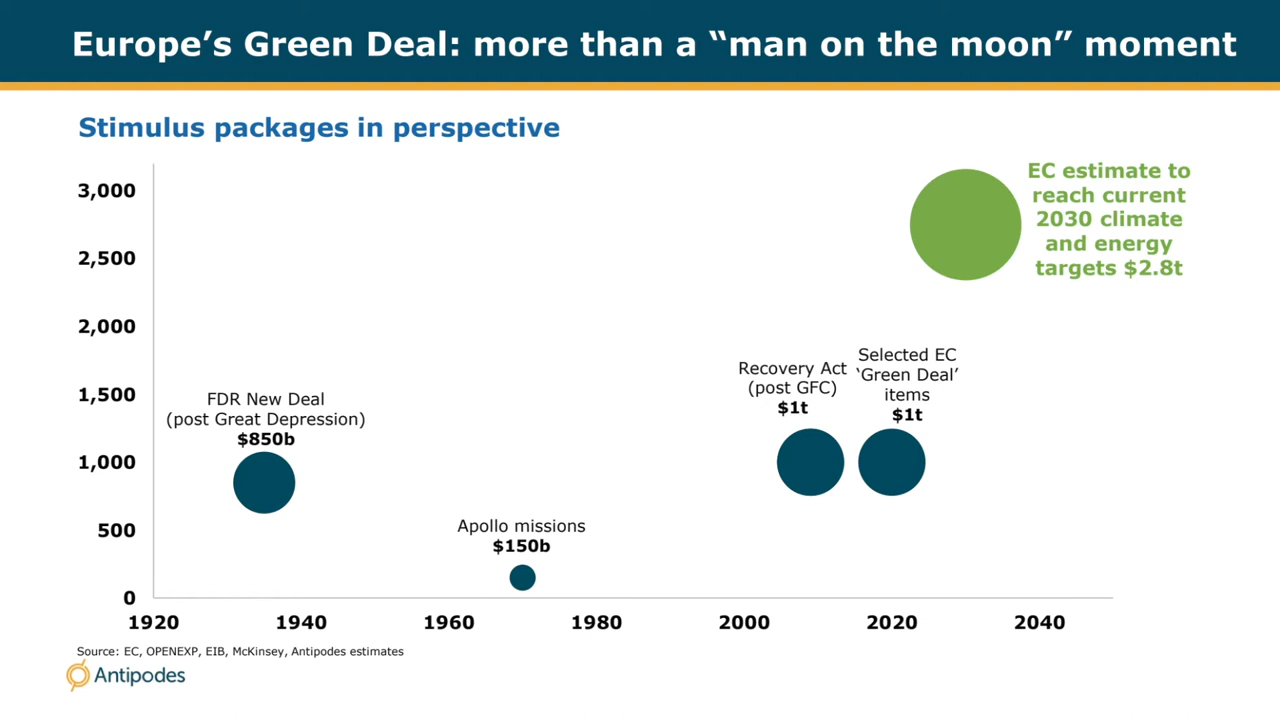 Europe’s Green Deal: more than a “man on the moon” moment
Stimulus packages in perspective
3,000
2,500
2,000
1,500
1,000
500
0
1920
1940
1960
1980
2000
2020
2040
FDR New Deal
(post Great Depression)
$850b
Apollo missions
$150b
Recovery Act
(post GFC)
$1t
Selected EC
‘Green Deal’
items
$1t
EC estimate to
reach current
2030 climate
and energy
targets $2.8t
Source: EC, OPENEXP, EIB, McKinsey, Antipodes estimates
Antipodes